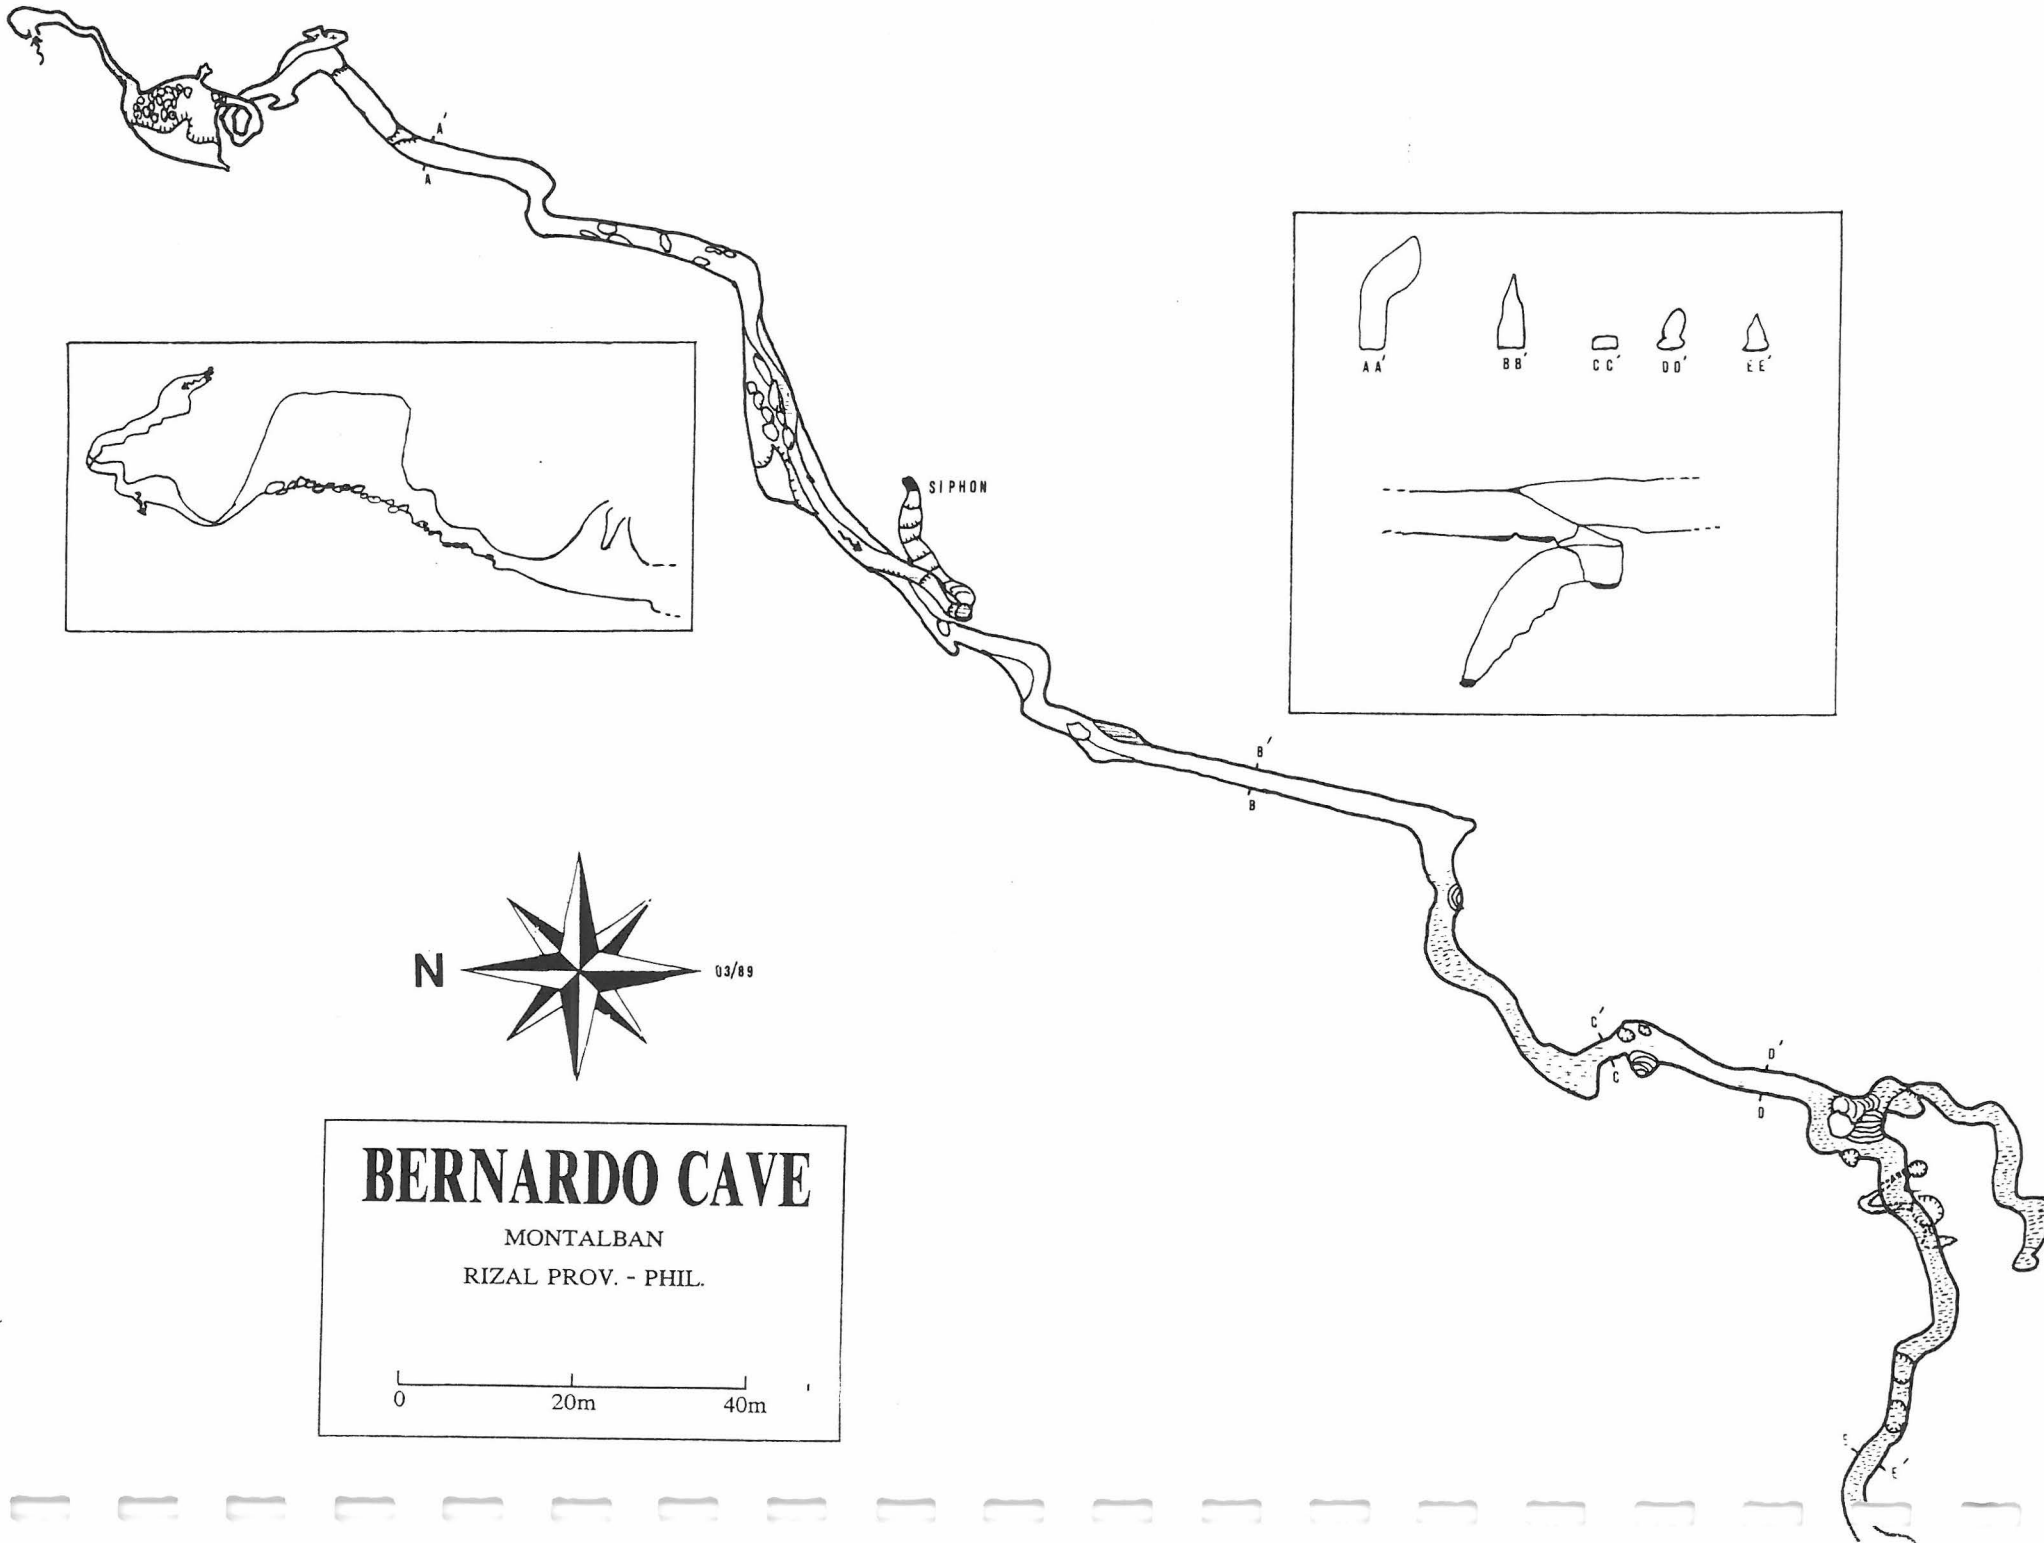 A'
A
AA'
BB'
CC'
DD'
EE'
SIPHON
B'
B
N
03/89
C'
C
D'
D
BERNARDO CAVE
MONTALBAN
RIZAL PROV. - PHIL.
0 20m 40m
E
E'